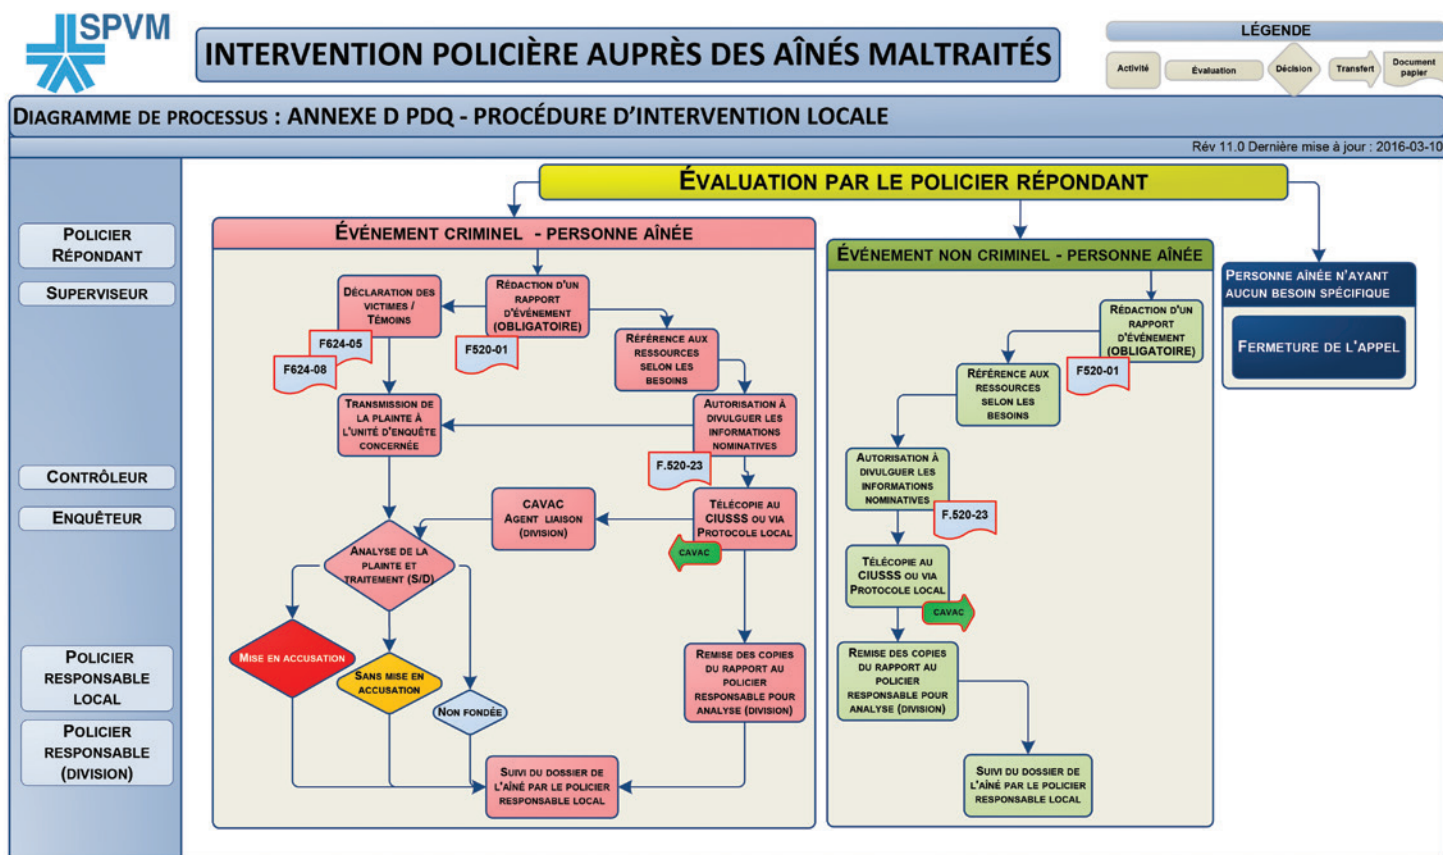 SPVM
INTERVENTION POLICIÈRE AUPRÈS DES AÎNÉS MALTRAITÉS
LÉGENDE
Activité
Évaluation
Décision
Transfert
Document
papier
DIAGRAMME DE PROCESSUS : ANNEXE D PDQ - PROCÉDURE D'INTERVENTION LOCALE
Rév 11.0 Dernière mise à jour : 2016-03-10
POLICIER
RÉPONDANT
SUPERVISEUR
CONTRÔLEUR
ENQUÊTEUR
POLICIER
RESPONSABLE
LOCAL
POLICIER
RESPONSABLE
(DIVISION)
ÉVALUATION PAR LE POLICIER RÉPONDANT
ÉVÉNEMENT CRIMINEL - PERSONNE AÎNÉE
DÉCLARATION DES
VICTIMES /
TÉMOINS
F624-05
F624-08
RÉDACTION D'UN
RAPPORT
D'ÉVÉNEMENT
(OBLIGATOIRE)
F520-01
RÉFÉRENCE AUX
RESSOURCES
SELON LES
BESOINS
TRANSMISSION DE
LA PLAINTE À
L'UNITÉ D'ENQUÊTE
CONCERNÉE
AUTORISATION À
DIVULGUER LES
INFORMATIONS
NOMINATIVES
F.520-23
CAVAC
AGENT LIAISON
(DIVISION)
TÉLÉCOPIE AU
CIUSSS OU VIA
PROTOCOLE LOCAL
CAVAC
ANALYSE DE LA
PLAINTE ET
TRAITEMENT (S/D)
MISE EN ACCUSATION
SANS MISE EN
ACCUSATION
NON FONDÉE
REMISE DES COPIES
DU RAPPORT AU
POLICIER
RESPONSABLE POUR
ANALYSE (DIVISION)
SUIVI DU DOSSIER DE
L'AÎNÉ PAR LE POLICIER
RESPONSABLE LOCAL
ÉVÉNEMENT NON CRIMINEL - PERSONNE AÎNÉE
RÉDACTION D'UN
RAPPORT
D'ÉVÉNEMENT
(OBLIGATOIRE)
F520-01
RÉFÉRENCE AUX
RESSOURCES
SELON LES
BESOINS
AUTORISATION À
DIVULGUER LES
INFORMATIONS
NOMINATIVES
F.520-23
TÉLÉCOPIE AU
CIUSSS OU VIA
PROTOCOLE LOCAL
CAVAC
REMISE DES COPIES
DU RAPPORT AU
POLICIER
RESPONSABLE POUR
ANALYSE (DIVISION)
SUIVI DU DOSSIER DE
L'AÎNÉ PAR LE POLICIER
RESPONSABLE LOCAL
PERSONNE AÎNÉE N'AYANT
AUCUN BESOIN SPÉCIFIQUE
FERMETURE DE L'APPEL